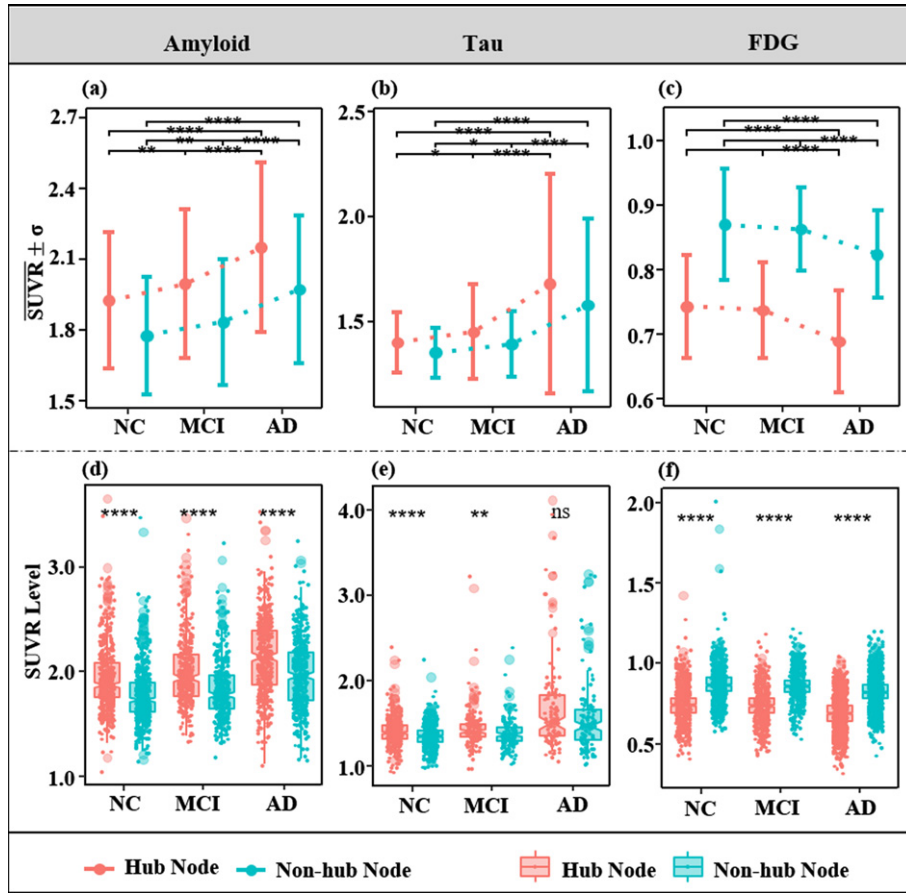 Amyloid Tau FDG
(a) (b) (c)
2.7
2.4
2.1
1.8
1.5
SUVR ± σ
**** **** ** **** ** ****
NC MCI AD
2.5
2.0
1.5
**** **** * **** * ****
NC MCI AD
1.0
0.9
0.8
0.7
0.6
**** **** **** ****
NC MCI AD
(d) (e) (f)
SUVR Level
3.0
2.0
1.0
**** **** ****
NC MCI AD
4.0
3.0
2.0
1.0
**** ** ns
NC MCI AD
2.0
1.5
1.0
0.5
**** **** ****
NC MCI AD
Hub Node Non-hub Node Hub Node Non-hub Node